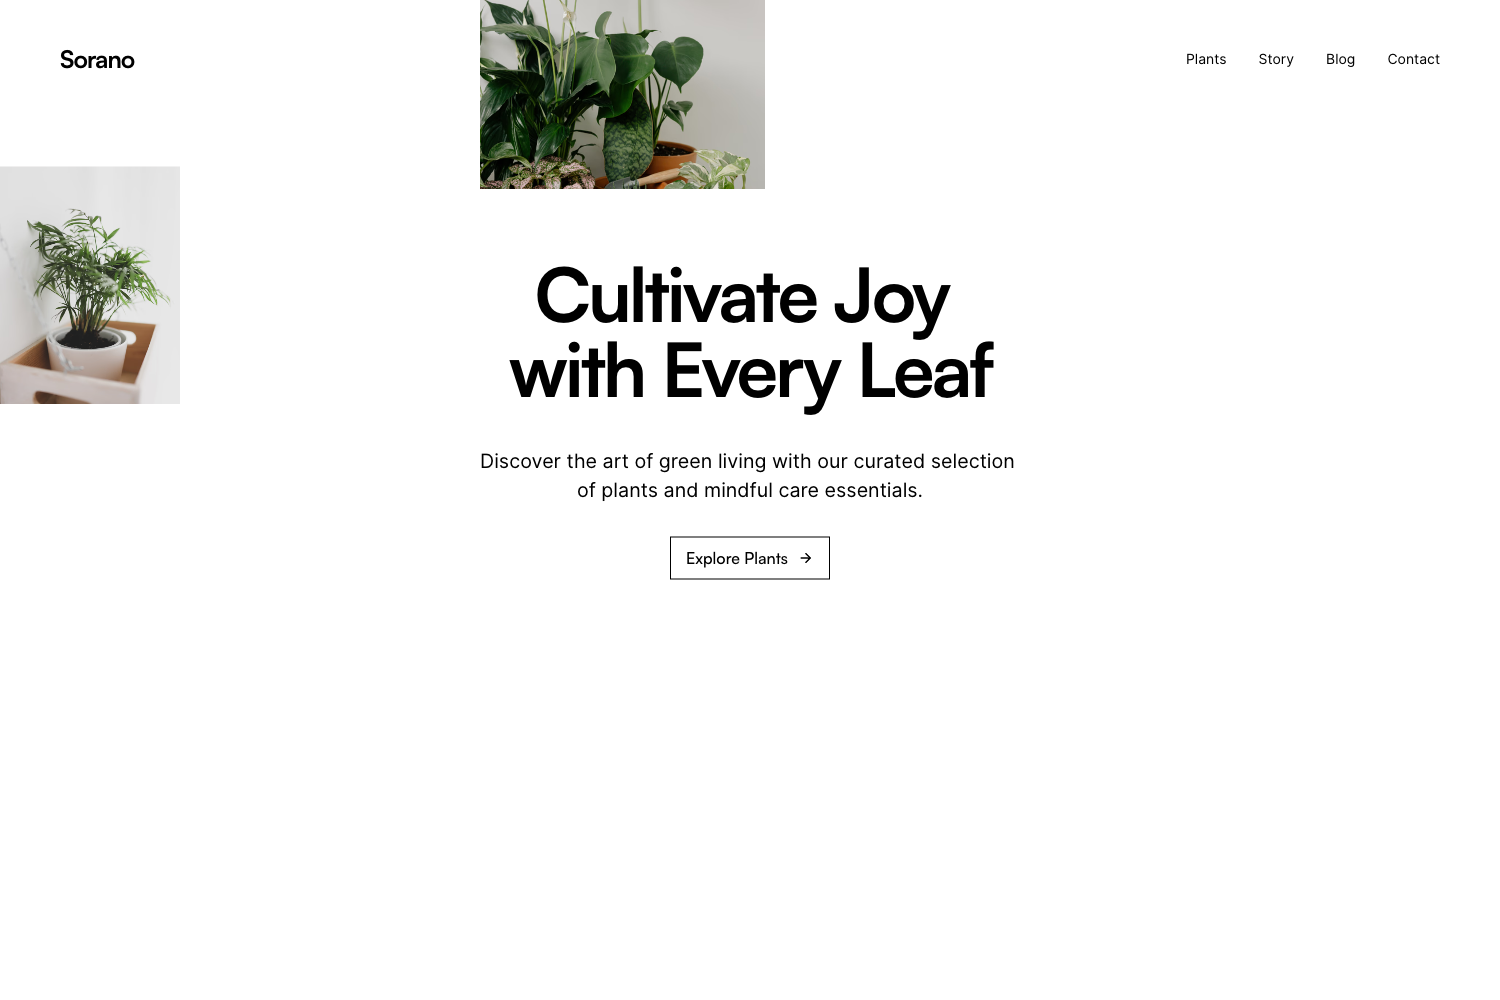 Sorano
Plants
Story
Blog
Contact
Cultivate Joy
with Every Leaf
Discover the art of green living with our curated selection
of plants and mindful care essentials.
Explore Plants →